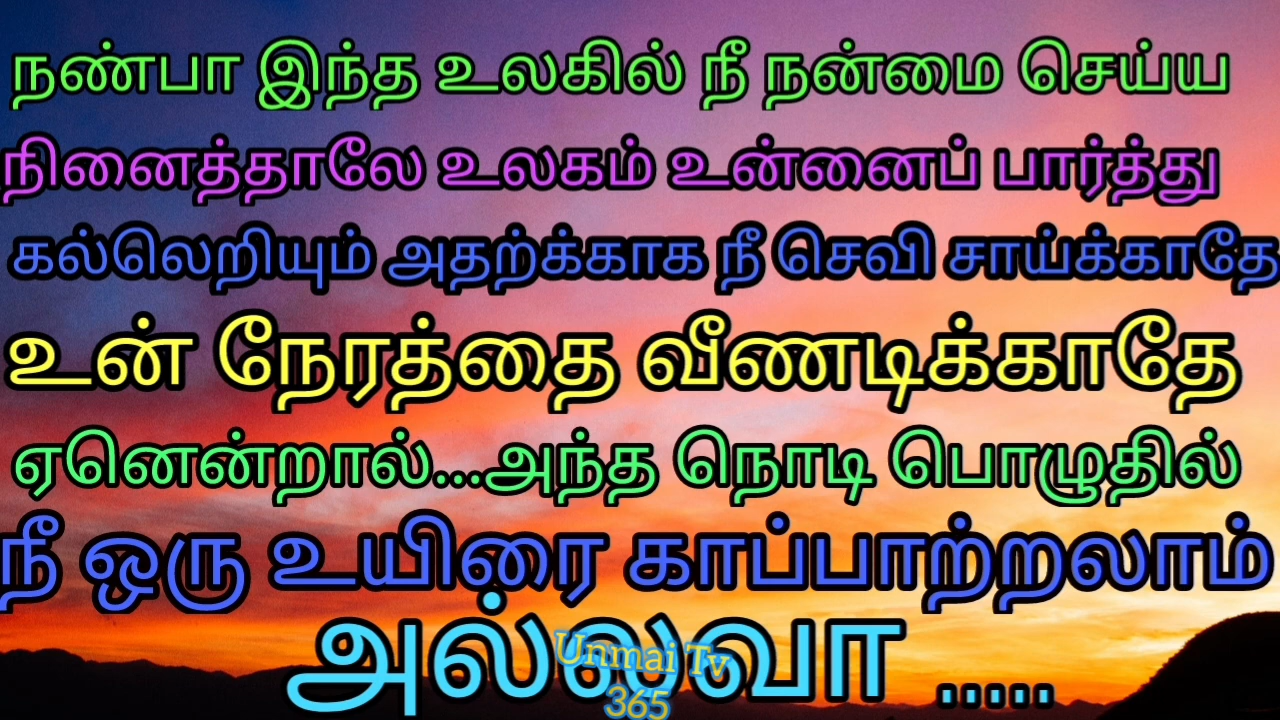 நண்பா இந்த உலகில் நீ நன்மை செய்ய
நினைத்தாலே உலகம் உன்னைப் பார்த்து
கல்லெறியும் அதற்க்காக நீ செவி சாய்க்காதே
உன் நேரத்தை வீணடிக்காதே
ஏனென்றால்...அந்த நொடி பொழுதில்
நீ ஒரு உயிரை காப்பாற்றலாம்
அல்லவா .....
Unmai Tv
365